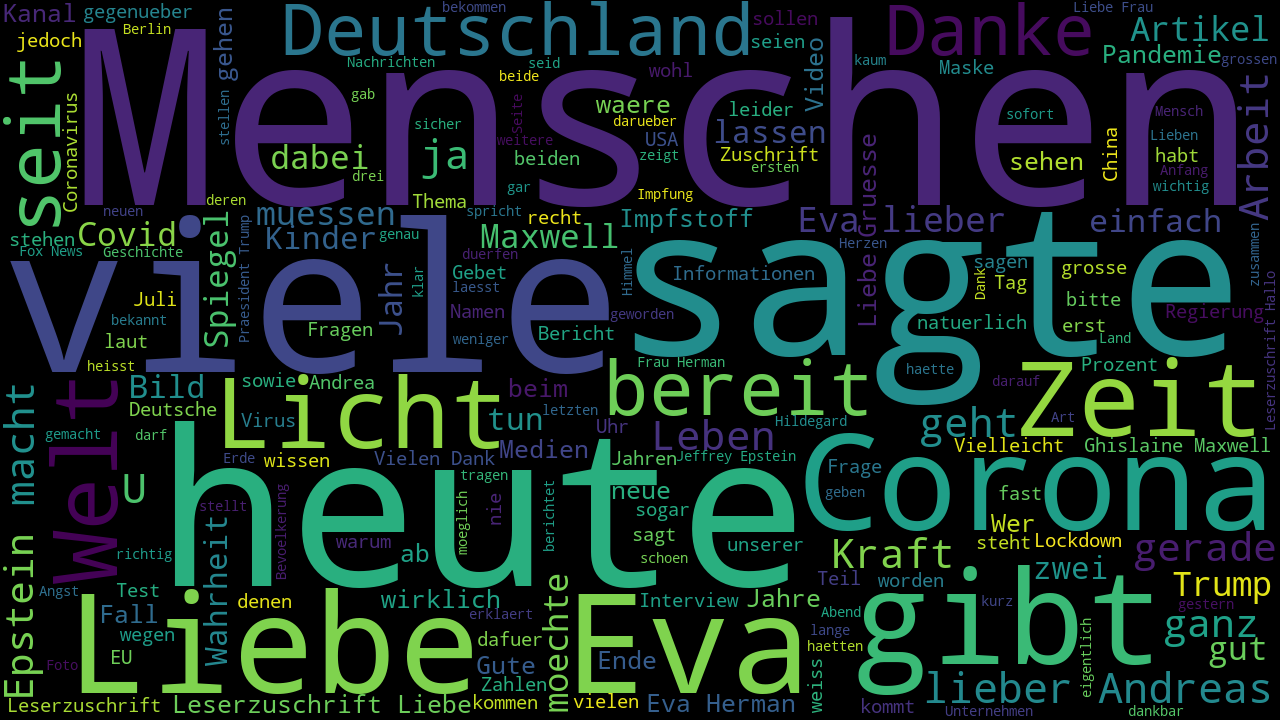 Kanal
gegenueber
Berlin
jedoch
gehen
Deutschland
bekommen
sollen
seien
Danke
Liebe Frau
Artikel
Pandemie
grossen
Menschen
seit
Coronavirus
stellen
Nachrichten
seid
beide
wohl
Video
kaum
Maske
gab
Seite
waere
darueber
leider
sofort
Mensch
Arbeit
sicher
weitere
USA
lassen
Lieben
dabei
ja
beiden
zeigt
Zuschrift
ersten
sehen
China
habt
Anfang
wichtig
drei
gar
Impfung
Thema
deren
neuen
muessen
spricht
recht
Impfstoff
Eva lieber
Gruesse
einfach
stehen
Covid
Kinder
genau
Maxwell
Herzen
zusammen
Fox News
Geschichte
Spiegel
Praesident Trump
duerfen
Himmel
Informationen
sagen
grosse
viele
sagte
Jahr
klar
Gebet
laesst
Liebe
Dank
Tag
bitte
Juli
bekannt
Namen
geworden
Regierung
laut
Fragen
weniger
Bericht
natuerlich
erst
Land
Hallo
heisst
Frau Herman
haette
Prozent
Leserzuschrift Hallo
Welt
Bild
sowie
Andrea
beim
bereit
darauf
Zeit
macht
Deutsche
Licht
letzten
tun
Hildegard
geht
Art
gemacht
darf
Virus
Uhr
Leben
Vielleicht
Ghislaine Maxwell
Erde
wissen
Vielen Dank
Medien
Jahren
Jeffrey Epstein
Frage
U
heute
tragen
neue
geben
fast
Corona
stellt
Bevoelkerung
moeglich
nie
berichtet
sogar
Wer
warum
sagt
unserer
steht
Lockdown
Epstein
richtig
Wahrheit
ab
schoen
Kraft
gerade
Angst
Test
moechte
Teil
worden
zwei
Trump
Fall
denen
wirklich
Interview
Jahre
Abend
kurz
gibt
gestern
wegen
erklaert
lange
ganz
EU
dafuer
haetten
eigentlich
gut
Foto
Liebe
Gute
Ende
Eva
weiss
Zahlen
lieber
Andreas
Leserzuschrift
Leserzuschrift Liebe
kommen
vielen
Eva Herman
kommt
Unternehmen
dankbar